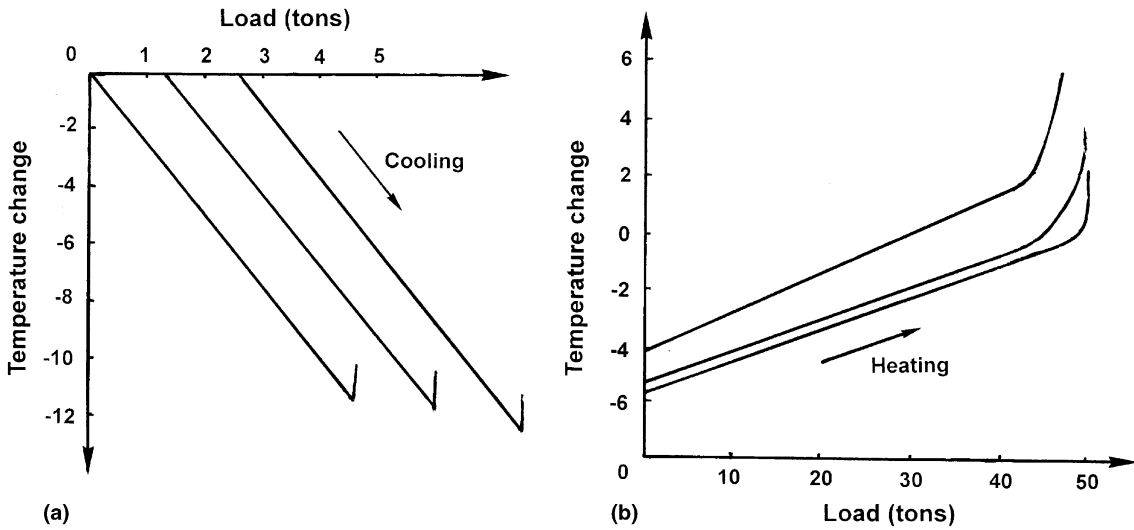 Load (tons)
0 1 2 3 4 5
-2
-4
-6
-8
-10
-12
Temperature change
Cooling
(a)
6
4
2
0
-2
-4
-6
0 10 20 30 40 50
Temperature change
Heating
Load (tons)
(b)